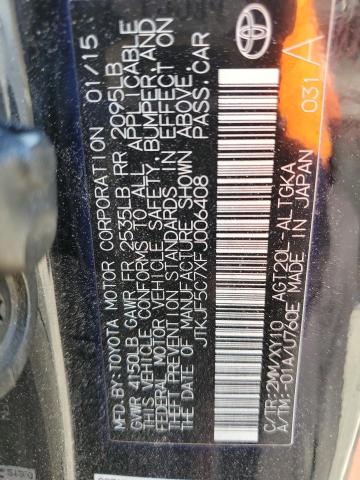 MFD.BY:TOYOTA MOTOR CORPORATION 01/15
GVWR 4150LB GAWR FR 2535LB RR 2095LB
THIS VEHICLE CONFORMS TO ALL APPLICABLE
FEDERAL MOTOR VEHICLE SAFETY, BUMPER, AND
THEFT PREVENTION STANDARDS IN EFFECT ON
THE DATE OF MANUFACTURE SHOWN ABOVE.
JTKJF5C7XFJ006408 PASS.CAR
TOYOTA
C/TR:2MM/XY10 AGT20L-ALTGKA
A/TM:-01A/U760E MADE IN JAPAN
031 A